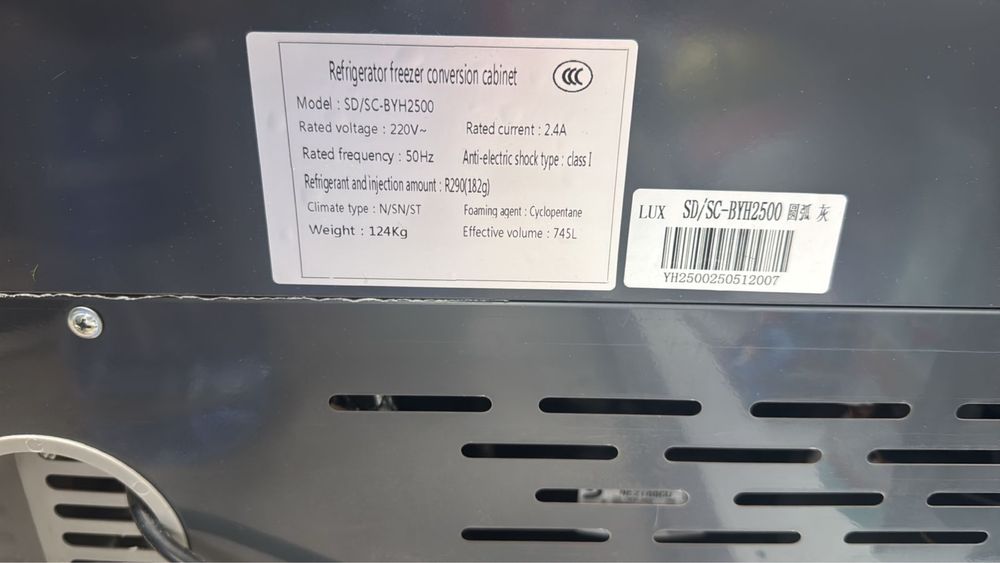 Refrigerator freezer conversion cabinet
CCC
Model : SD/SC-BYH2500
Rated voltage : 220V~ Rated current : 2.4A
Rated frequency : 50Hz Anti-electric shock type : class I
Refrigerant and injection amount : R290(182g)
Climate type : N/SN/ST Foaming agent : Cyclopentane
Weight : 124Kg Effective volume : 745L
LUX SD/SC-BYH2500 圆弧 灰
YH2500250512007